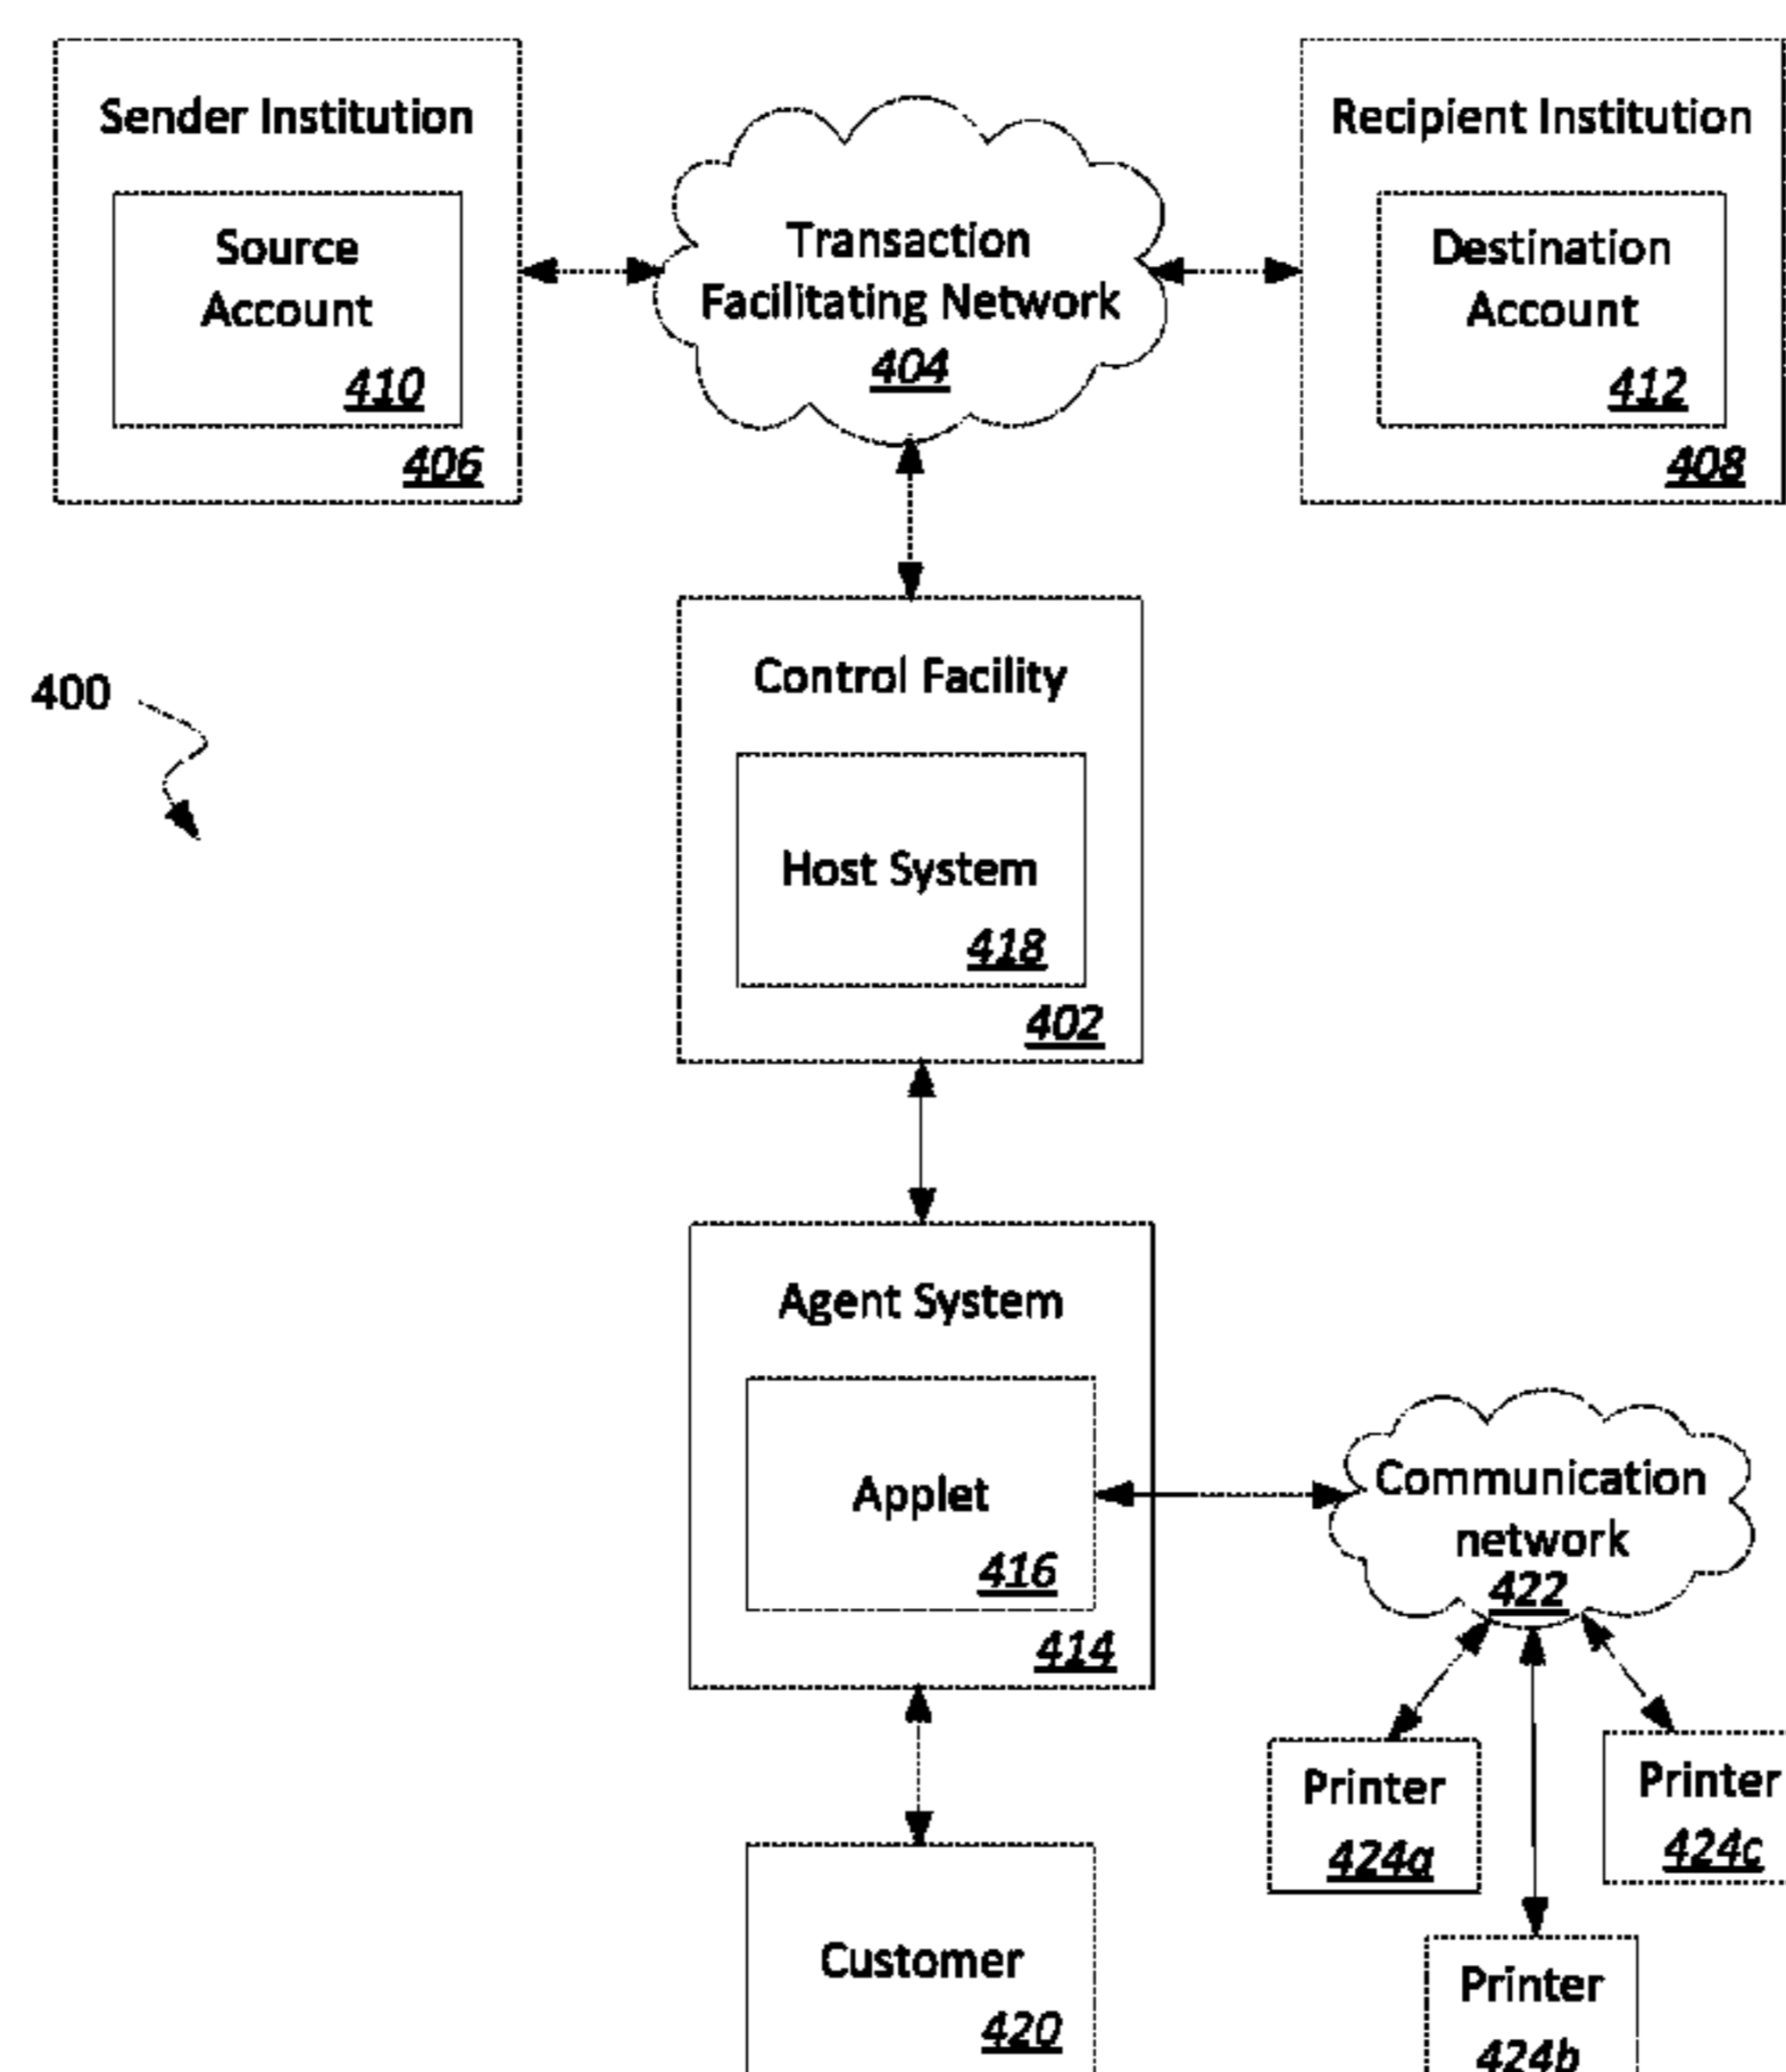 Sender Institution
Source
Account
410
406
Transaction
Facilitating Network
404
Recipient Institution
Destination
Account
412
408
400
Control Facility
Host System
418
402
Agent System
Applet
416
414
Communication
network
422
Printer
424a
Printer
424c
Customer
420
Printer
424b